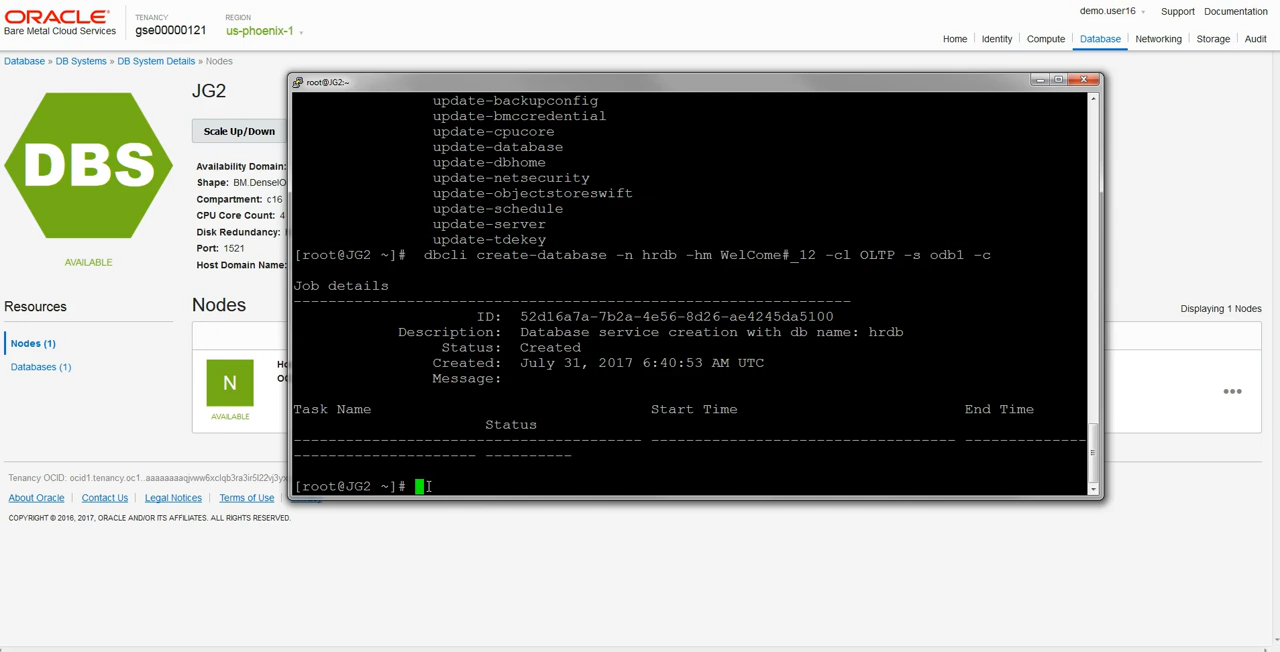 ORACLE®
Bare Metal Cloud Services
TENANCY
gse00000121
REGION
us-phoenix-1
demo.user16
Support
Documentation
Home
Identity
Compute
Database
Networking
Storage
Audit
Database » DB Systems » DB System Details » Nodes
DBS
AVAILABLE
JG2
Scale Up/Down
Availability Domain:
Shape: BM.DenseIO
Compartment: c16
CPU Core Count: 4
Disk Redundancy:
Port: 1521
Host Domain Name:
Resources
Nodes (1)
Databases (1)
Nodes
Displaying 1 Nodes
N
AVAILABLE
root@JG2:~
update-backupconfig
update-bmccredential
update-cpucore
update-database
update-dbhome
update-netsecurity
update-objectstoreswift
update-schedule
update-server
update-tdekey
[root@JG2 ~]# dbcli create-database -n hrdb -hm WelCome#_12 -cl OLTP -s odb1 -c
Job details
----------------------------------------------------------------
ID: 52d16a7a-7b2a-4e56-8d26-ae4245da5100
Description: Database service creation with db name: hrdb
Status: Created
Created: July 31, 2017 6:40:53 AM UTC
Message:
Task Name Start Time End Time
Status
---------------------------------------- ----------------------------------- --------------
--------------------- ----------
[root@JG2 ~]#
Tenancy OCID: 
About Oracle
Contact Us
Legal Notices
Terms of Use
COPYRIGHT © 2016, 2017, ORACLE AND/OR ITS AFFILIATES. ALL RIGHTS RESERVED.